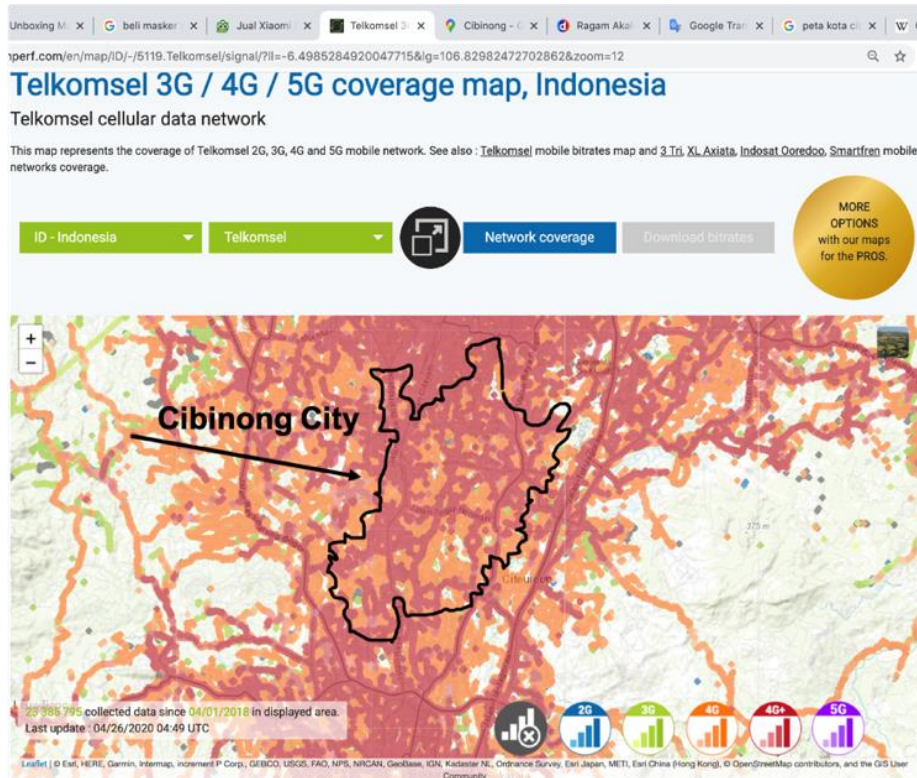 Unboxing M
beli masker
Jual Xiaomi
Telkomsel 3
Cibinong - G
Ragam Akal
Google Tran
peta kota ci
W
nperf.com/en/map/ID/-/5119.Telkomsel/signal/?ll=-6.4985284920047715&lg=106.82982472702862&zoom=12
Telkomsel 3G / 4G / 5G coverage map, Indonesia
Telkomsel cellular data network
This map represents the coverage of Telkomsel 2G, 3G, 4G and 5G mobile network. See also : Telkomsel mobile bitrates map and 3 Tri, XL Axiata, Indosat Ooredoo, Smartfren mobile
networks coverage.
ID - Indonesia
Telkomsel
Network coverage
Download bitrates
MORE
OPTIONS
with our maps
for the PROS.
+
−
Cibinong City
375 m
Citeureup
23 385 795 collected data since 04/01/2018 in displayed area.
Last update : 04/26/2020 04:49 UTC
2G
3G
4G
4G+
5G
Leaflet | © Esri, HERE, Garmin, Intermap, increment P Corp., GEBCO, USGS, FAO, NPS, NRCAN, GeoBase, IGN, Kadaster NL, Ordnance Survey, Esri Japan, METI, Esri China (Hong Kong), © OpenStreetMap contributors, and the GIS User
Community